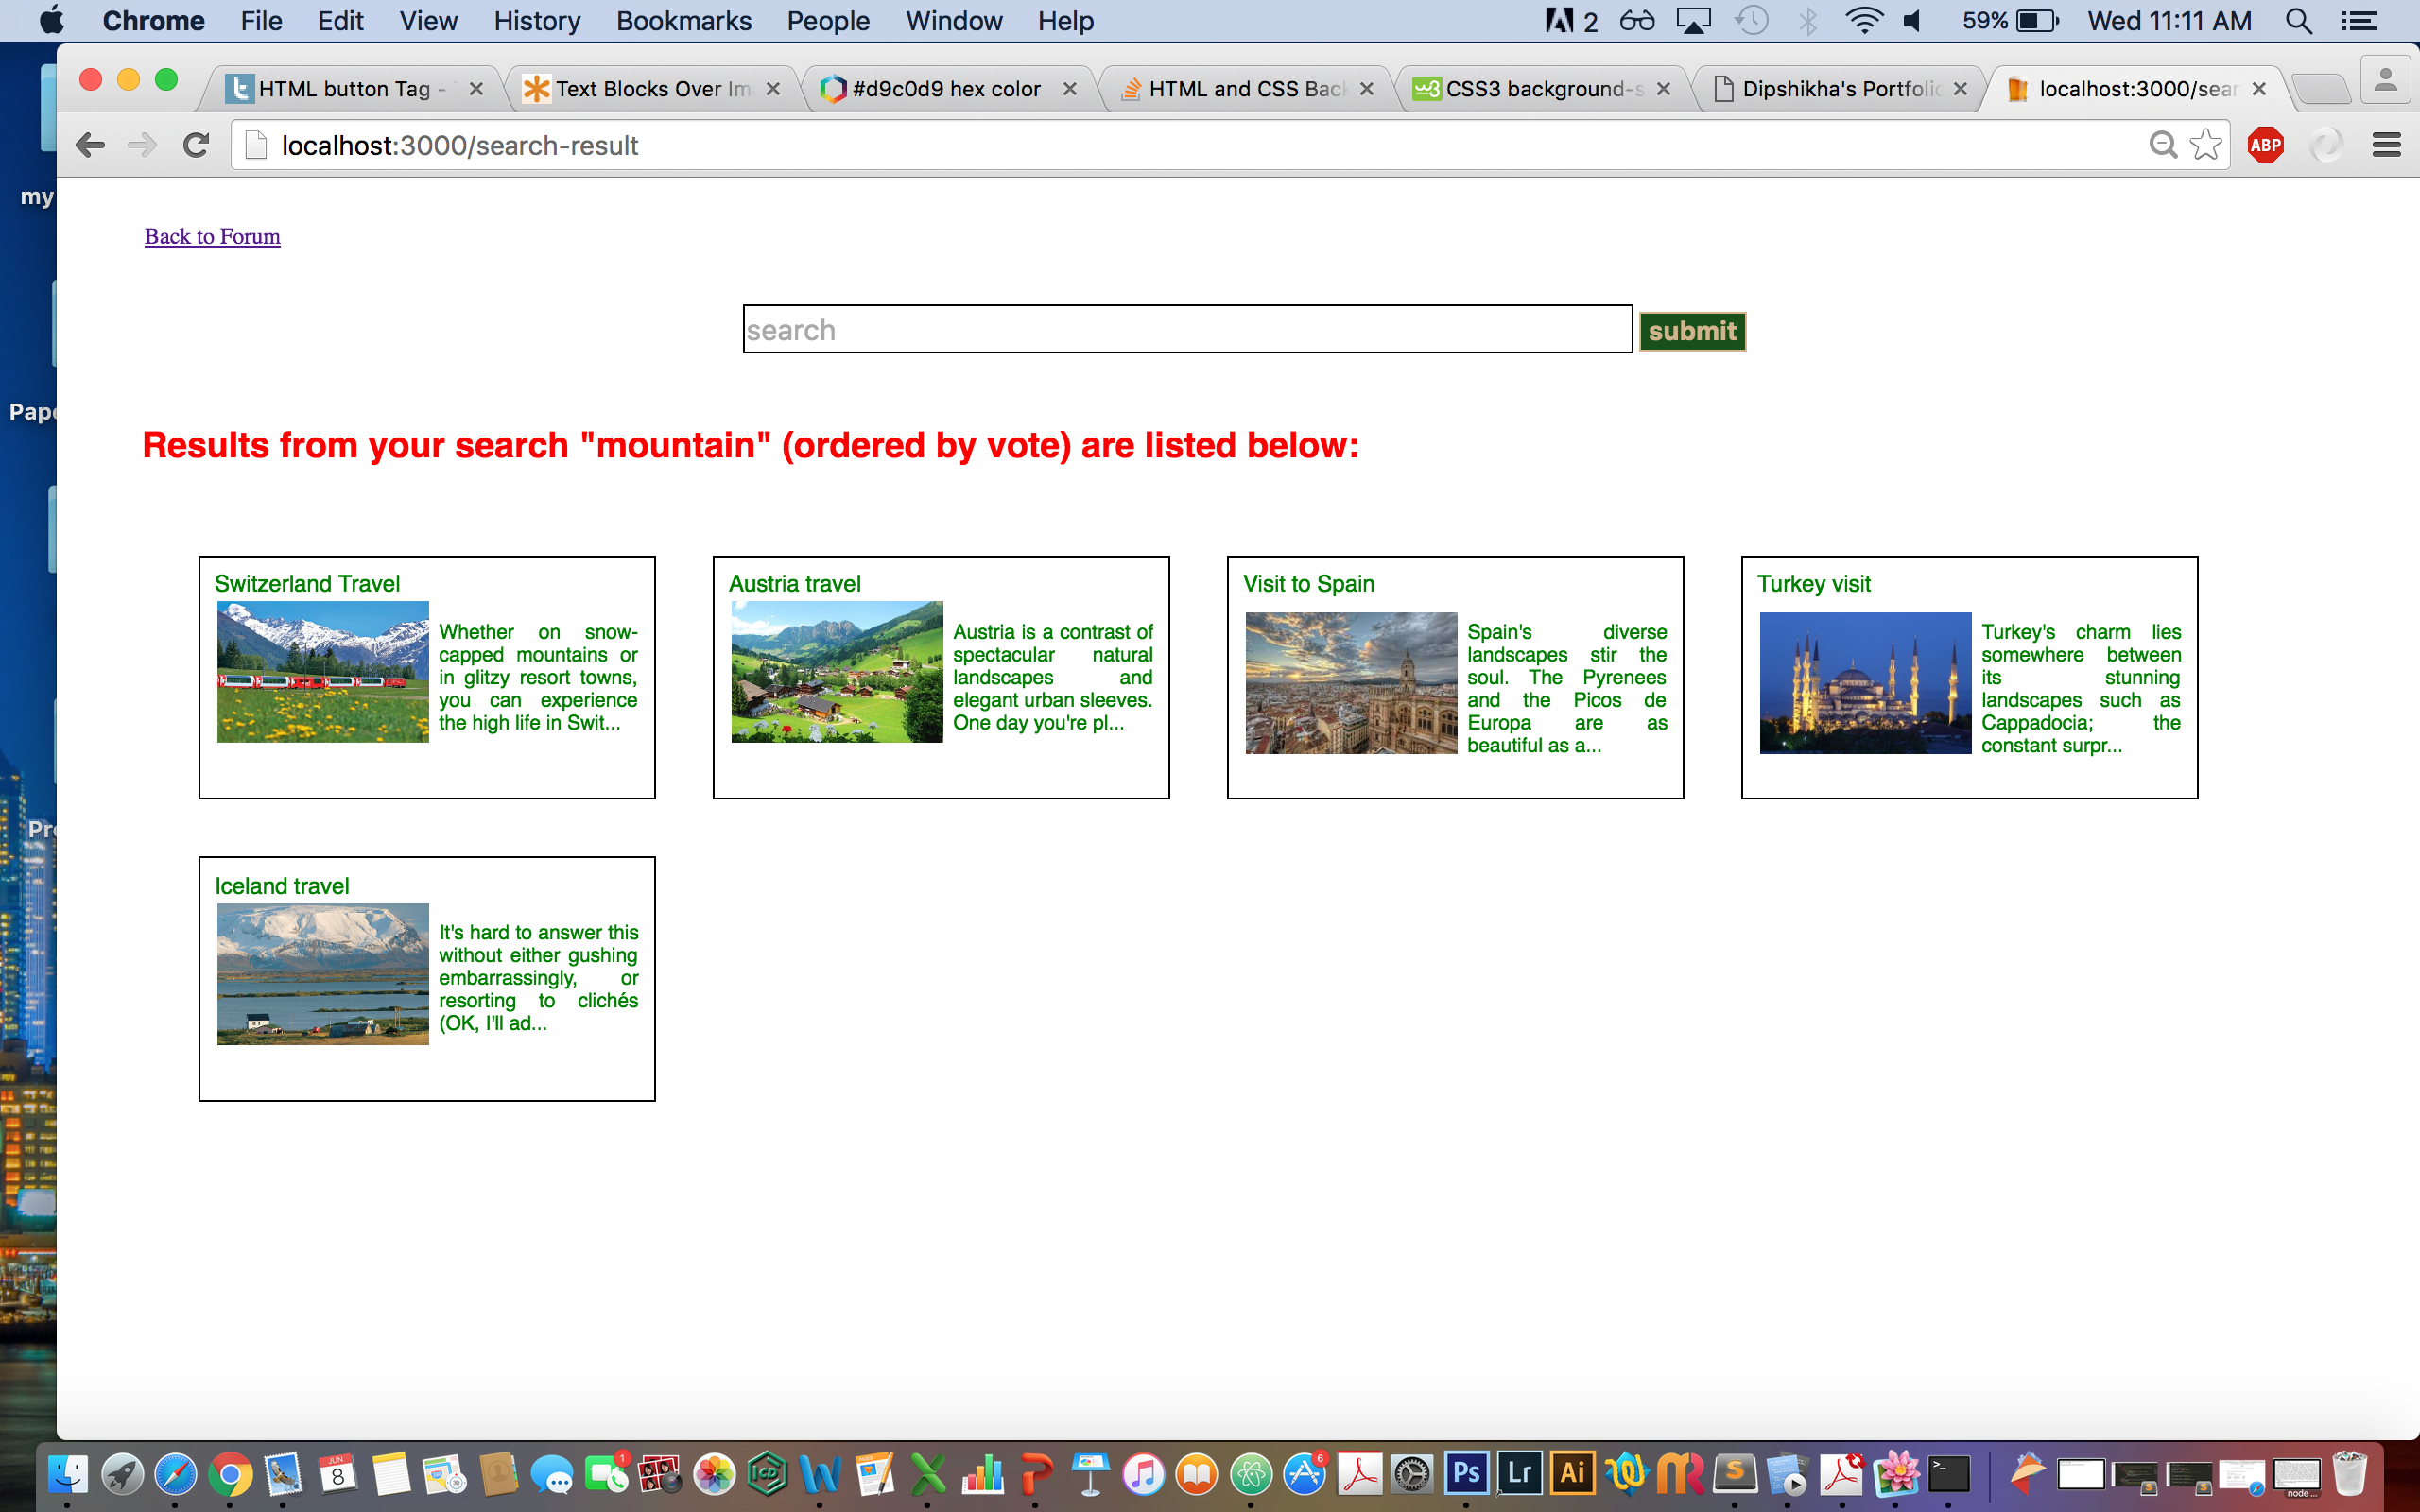 Chrome File Edit View History Bookmarks People Window Help 2 59% Wed 11:11 AM
HTML button Tag - Text Blocks Over Im #d9c0d9 hex color HTML and CSS Bac CSS3 background-s Dipshikha's Portfolio localhost:3000/sear
localhost:3000/search-result
ABP
my
Pape
Pro
Back to Forum
search submit
Results from your search "mountain" (ordered by vote) are listed below:
Switzerland Travel
Whether on snow-
capped mountains or
in glitzy resort towns,
you can experience
the high life in Swit...
Austria travel
Austria is a contrast of
spectacular natural
landscapes and
elegant urban sleeves.
One day you're pl...
Visit to Spain
Spain's diverse
landscapes stir the
soul. The Pyrenees
and the Picos de
Europa are as
beautiful as a...
Turkey visit
Turkey's charm lies
somewhere between
its stunning
landscapes such as
Cappadocia; the
constant surpr...
Iceland travel
It's hard to answer this
without either gushing
embarrassingly, or
resorting to clichés
(OK, I'll ad...
JUN
8
1
6
Ps Lr Ai
node ...